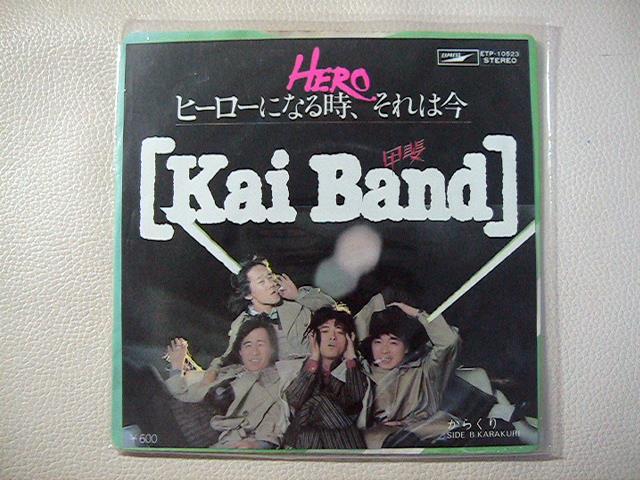 EXPRESS
ETP-10523
STEREO
HERO
ヒーローになる時、それは今
甲斐
[Kai Band]
からくり
SIDE B. KARAKURI
¥600